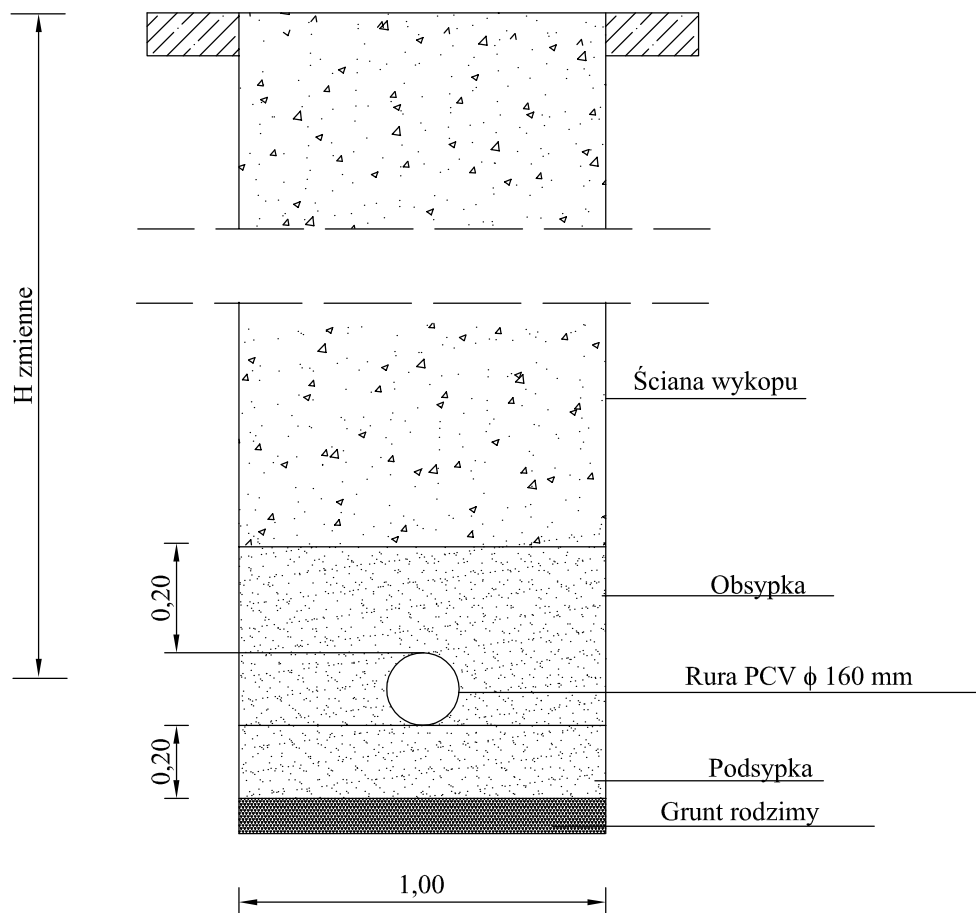 H zmienne
Ściana wykopu
0,20
Obsypka
Rura PCV ϕ 160 mm
0,20
Podsypka
Grunt rodzimy
1,00